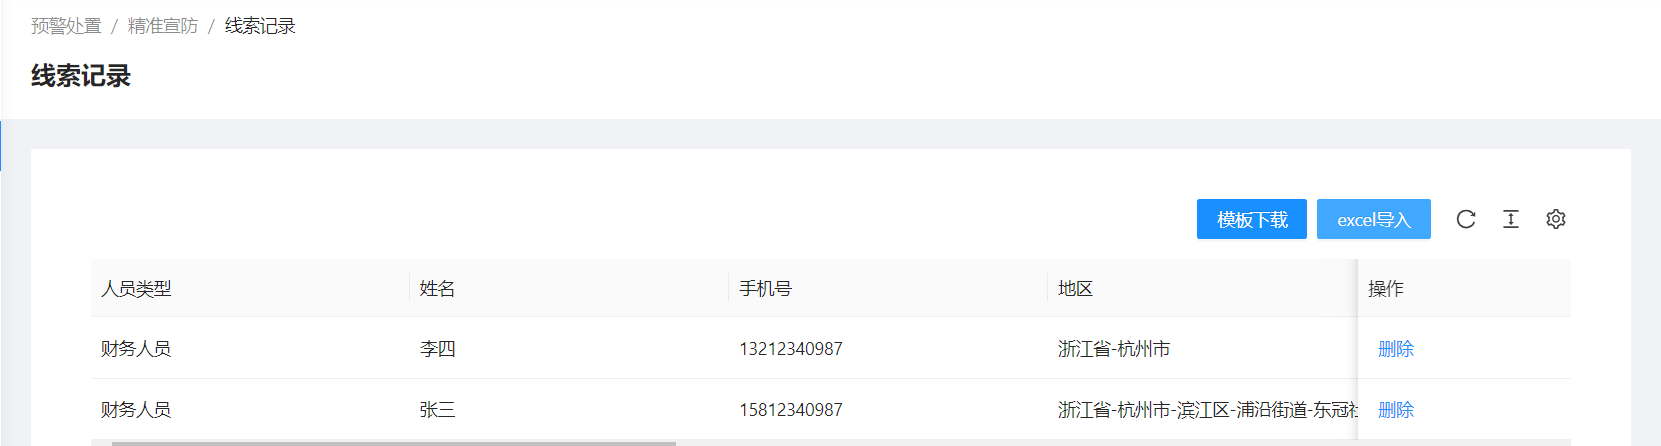 预警处置 / 精准宣防 / 线索记录
线索记录
模板下载 excel导入
人员类型 姓名 手机号 地区 操作
财务人员 李四 13212340987 浙江省-杭州市 删除
财务人员 张三 15812340987 浙江省-杭州市-滨江区-浦沿街道-东冠 删除